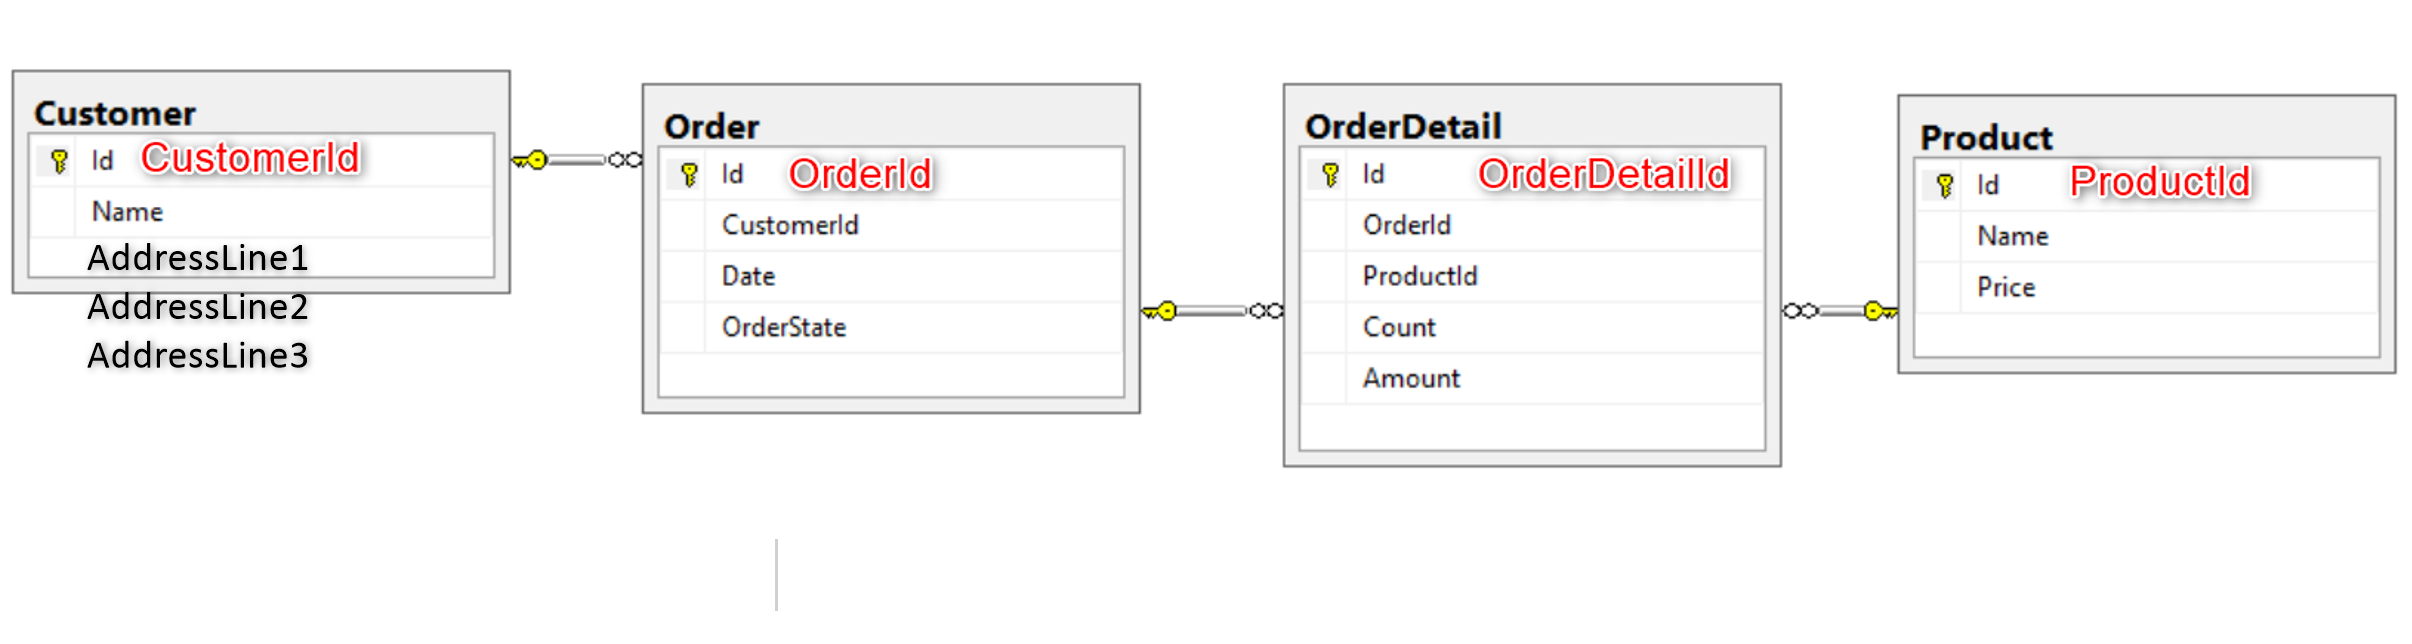 Customer
Id CustomerId
Name
AddressLine1
AddressLine2
AddressLine3
Order
Id OrderId
CustomerId
Date
OrderState
OrderDetail
Id OrderDetailId
OrderId
ProductId
Count
Amount
Product
Id ProductId
Name
Price